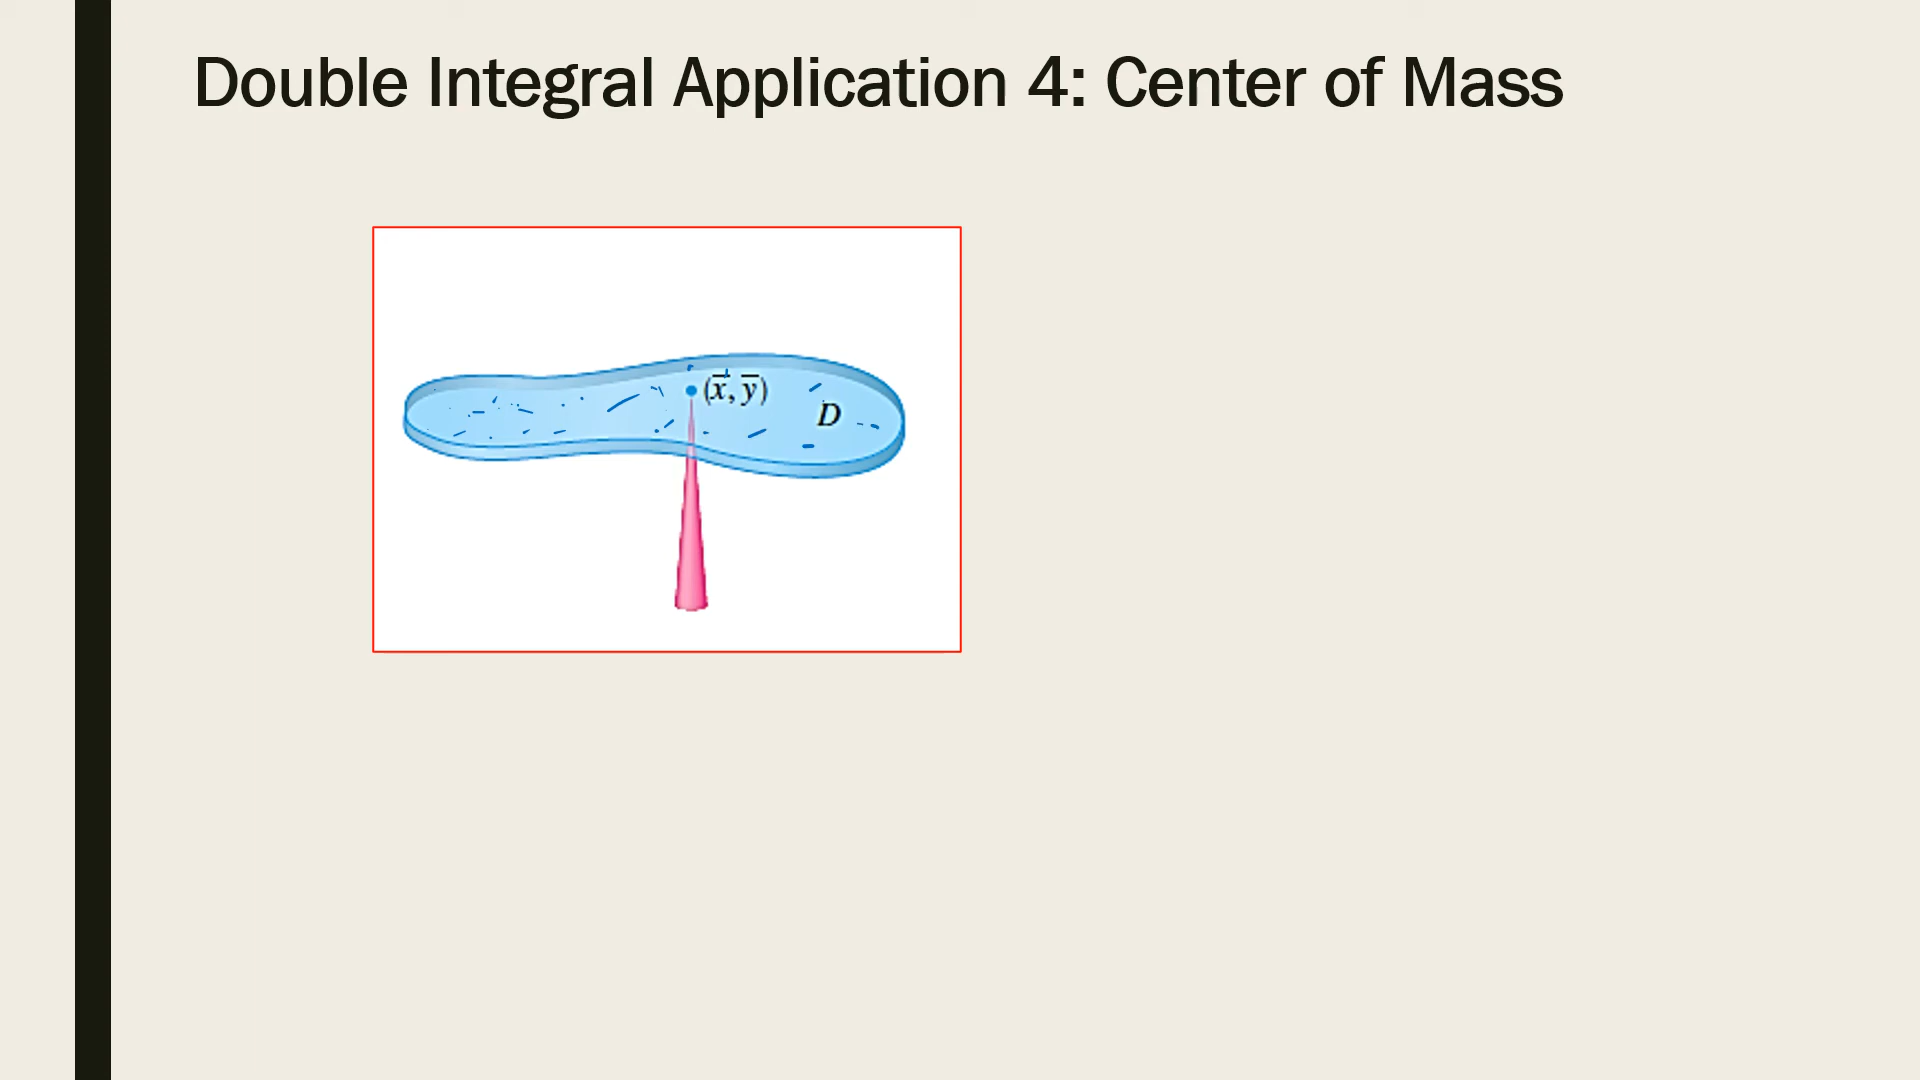 Double Integral Application 4: Center of Mass
(x̅, y̅)
D